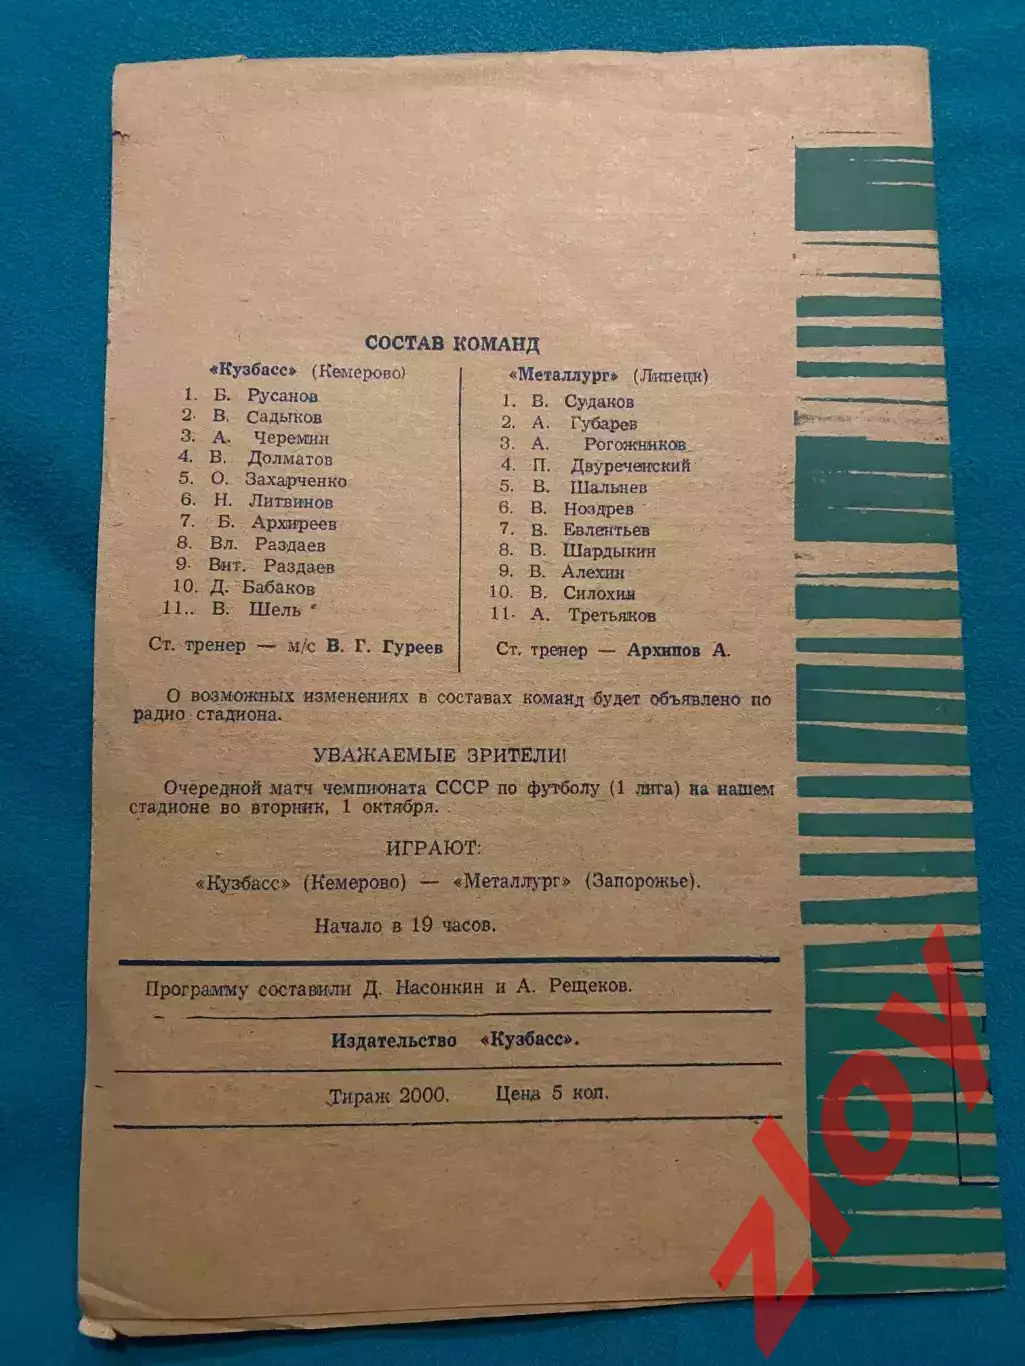 СОСТАВ КОМАНД
«Кузбасс» (Кемерово)
1. Б. Русанов
2. В. Садыков
3. А. Черемин
4. В. Долматов
5. О. Захарченко
6. Н. Литвинов
7. Б. Архиреев
8. Вл. Раздаев
9. Вит. Раздаев
10. Д. Бабаков
11.. В. Шель
Ст. тренер — м/с В. Г. Гуреев
«Металлург» (Липецк)
1. В. Судаков
2. А. Губарев
3. А. Рогожников
4. П. Двуреченский
5. В. Шальнев
6. В. Ноздрев
7. В. Евлентьев
8. В. Шардыкин
9. В. Алехин
10. В. Силохин
11. А. Третьяков
Ст. тренер — Архипов А.
О возможных изменениях в составах команд будет объявлено по
радио стадиона.
УВАЖАЕМЫЕ ЗРИТЕЛИ!
Очередной матч чемпионата СССР по футболу (1 лига) на нашем
стадионе во вторник, 1 октября.
ИГРАЮТ:
«Кузбасс» (Кемерово) — «Металлург» (Запорожье).
Начало в 19 часов.
Программу составили Д. Насонкин и А. Рещеков.
Издательство «Кузбасс».
Тираж 2000. Цена 5 коп.
zloy